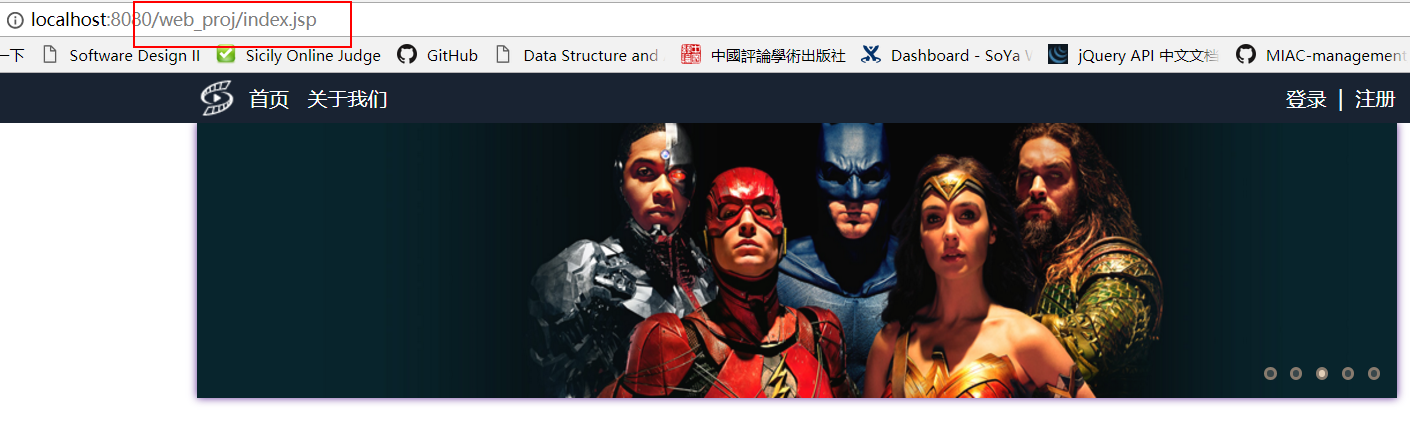 localhost:8080/web_proj/index.jsp
一下 Software Design II Sicily Online Judge GitHub Data Structure and 中國評論學術出版社 Dashboard - SoYa jQuery API 中文文档 MIAC-management
首页 关于我们 登录 | 注册